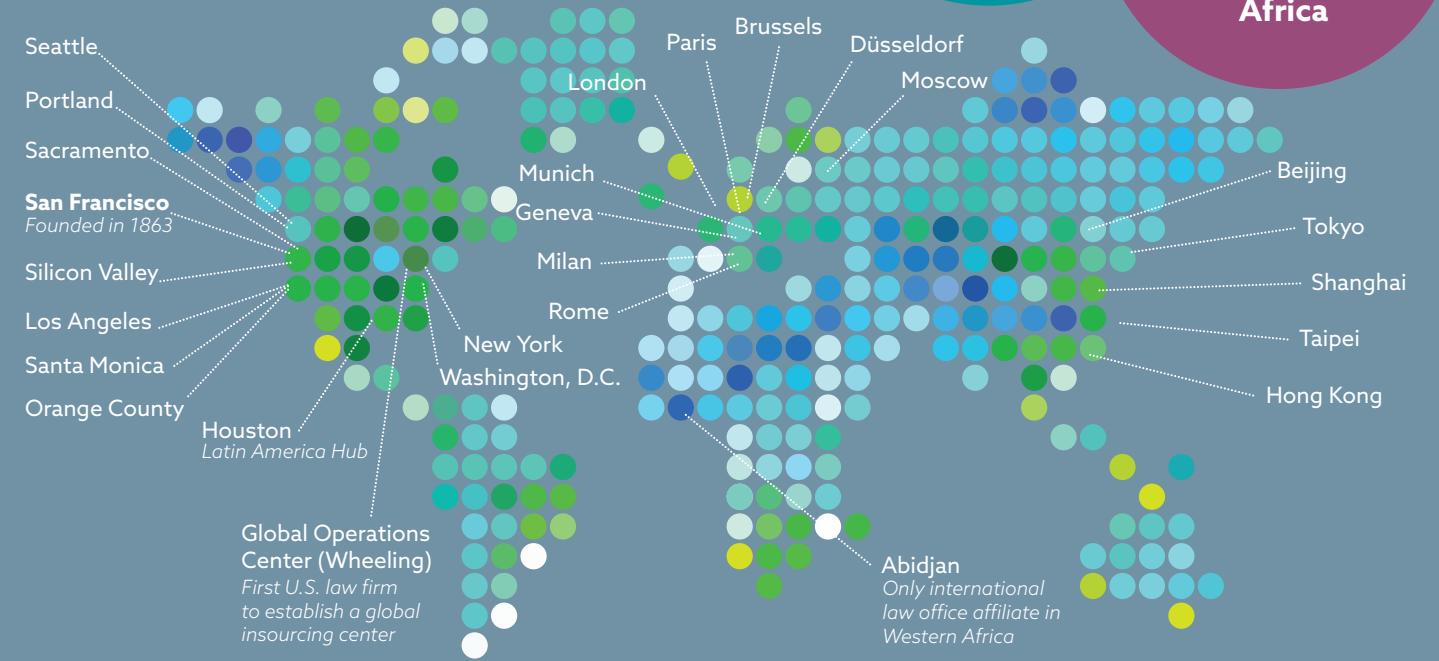 Africa
Seattle
Portland
Sacramento
San Francisco
Founded in 1863
Silicon Valley
Los Angeles
Santa Monica
Orange County
Houston
Latin America Hub
Global Operations
Center (Wheeling)
First U.S. law firm
to establish a global
insourcing center
New York
Washington, D.C.
London
Paris
Brussels
Düsseldorf
Moscow
Munich
Geneva
Milan
Rome
Abidjan
Only international
law office affiliate in
Western Africa
Beijing
Tokyo
Shanghai
Taipei
Hong Kong